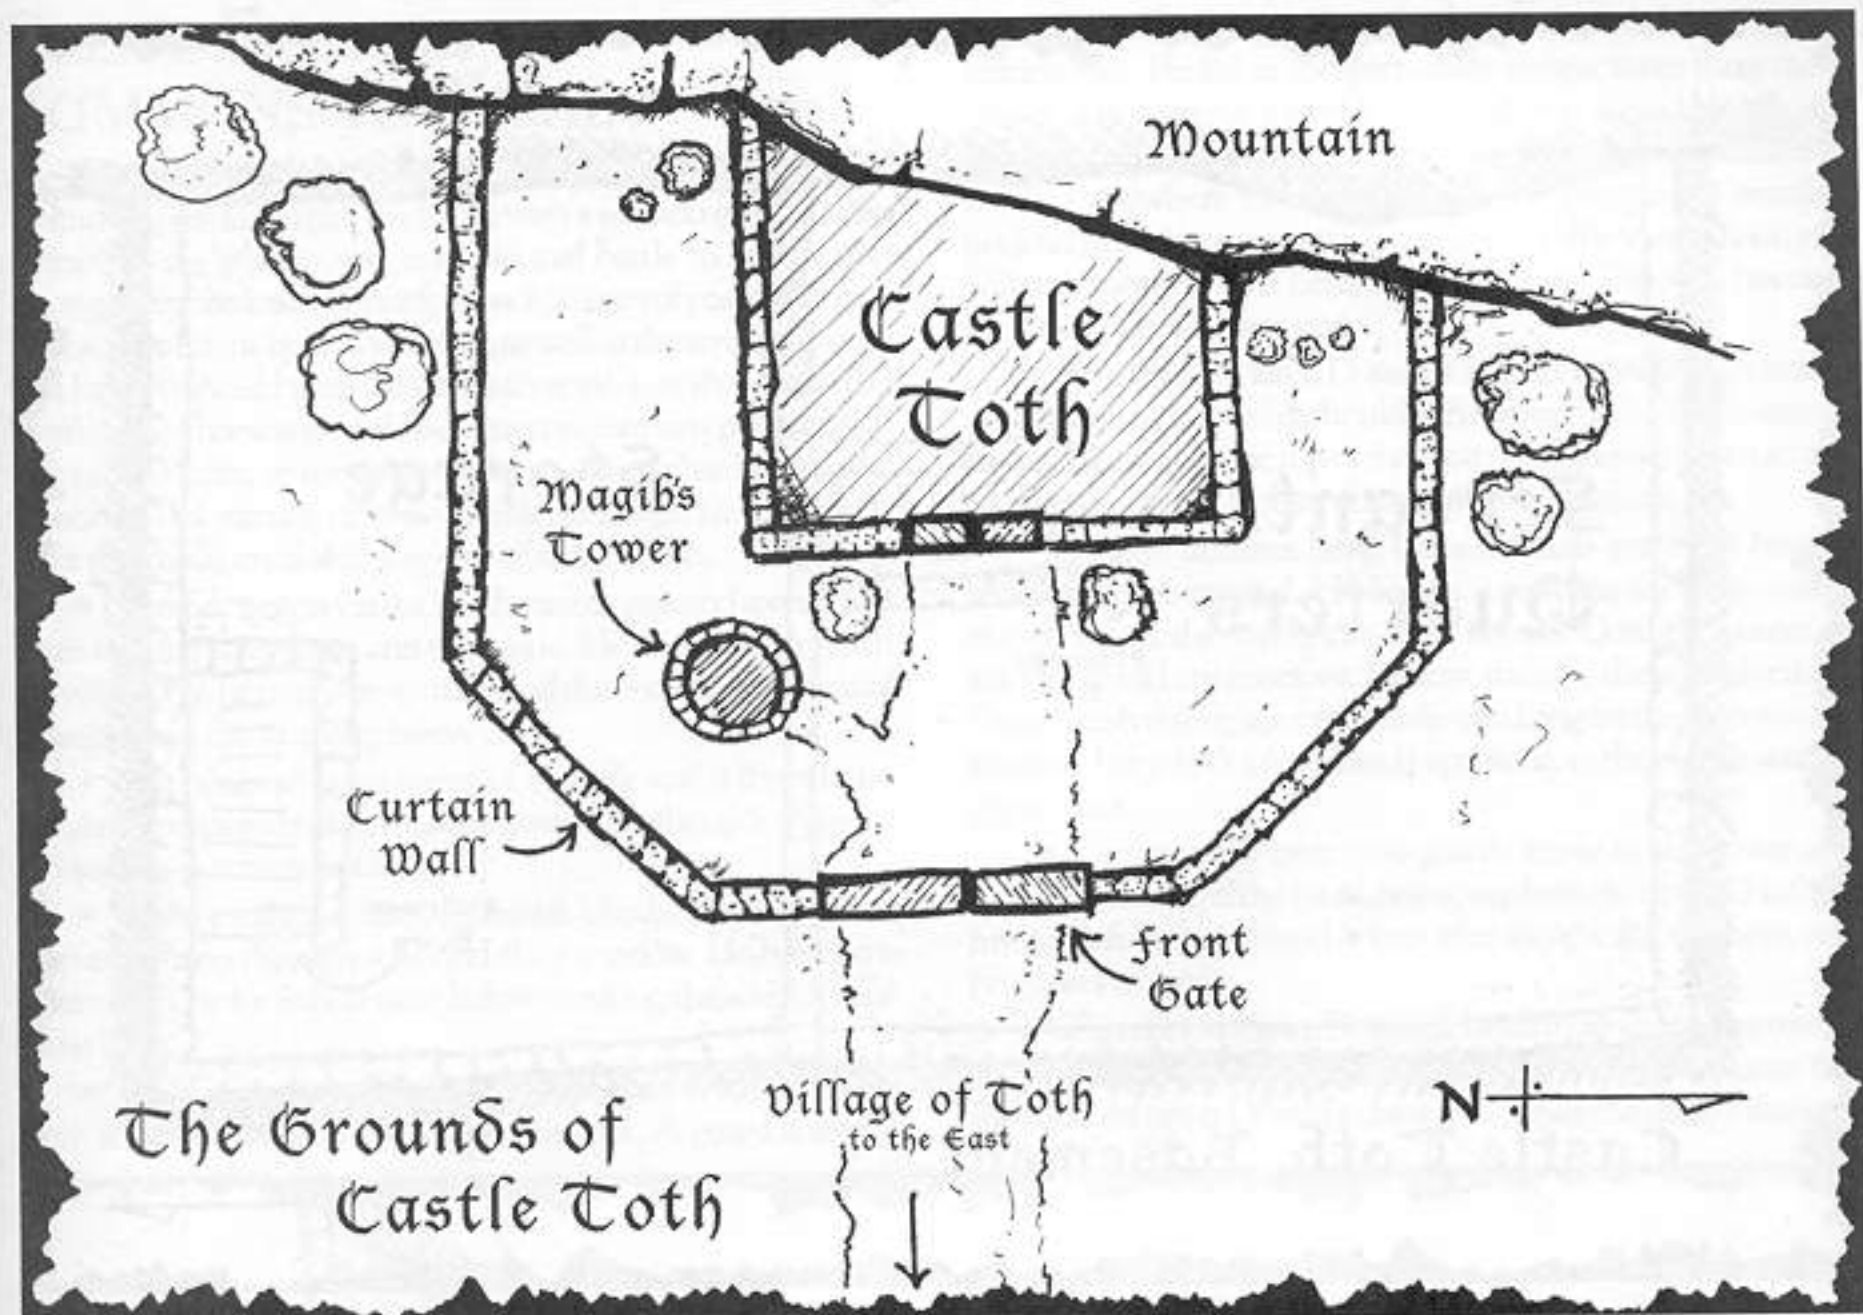 Mountain
Castle
Toth
Magib's
Tower
Curtain
Wall
Front
Gate
Village of Toth
to the East
N
The Grounds of
Castle Toth